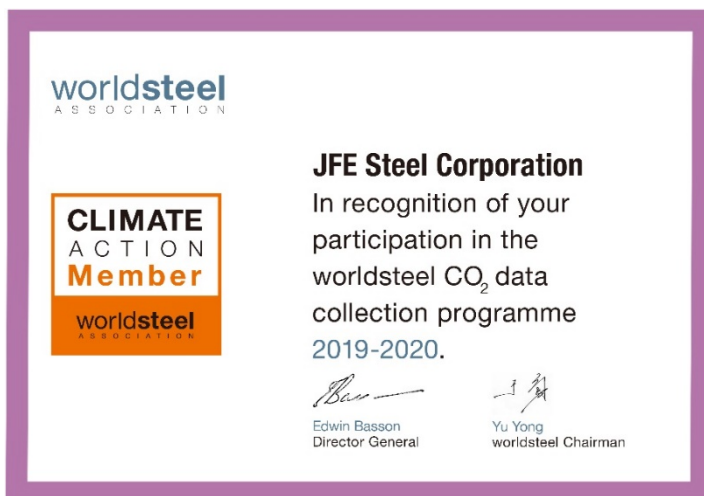 worldsteel
ASSOCIATION
CLIMATE
ACTION
Member
worldsteel
ASSOCIATION
JFE Steel Corporation
In recognition of your
participation in the
worldsteel CO₂ data
collection programme
2019-2020.
Edwin Basson
Director General
Yu Yong
worldsteel Chairman